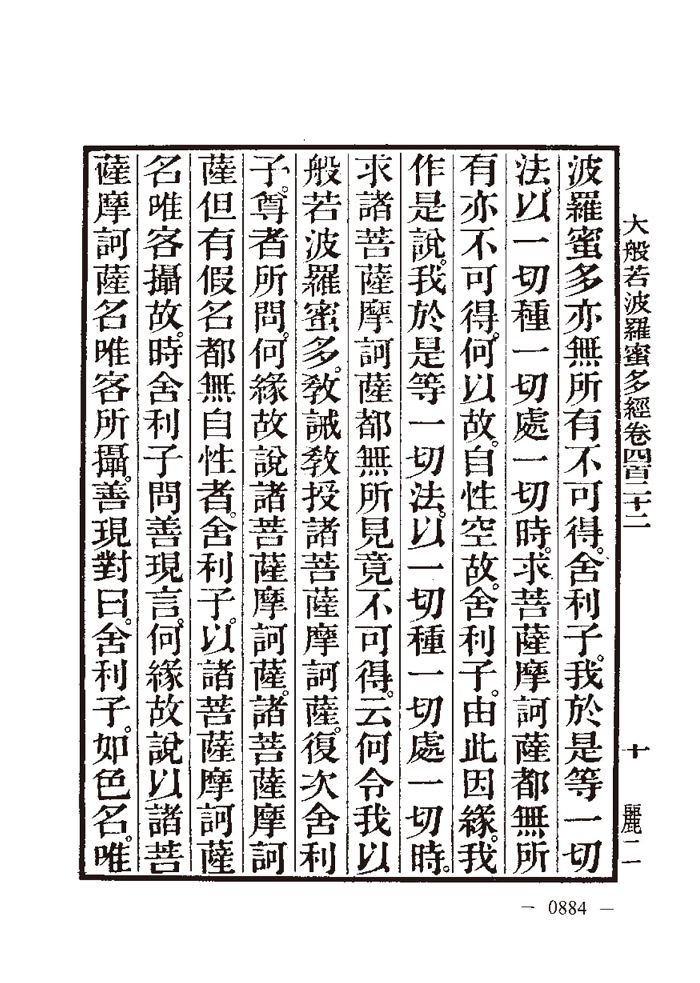 大般若波羅蜜多經卷四百二十二
十
麗二
波羅蜜多亦無所有不可得。舍利子。我於是等一切
法。以一切種一切處一切時。求菩薩摩訶薩都無所
有亦不可得。何以故。自性空故。舍利子。由此因緣。我
作是說。我於是等一切法。以一切種一切處一切時。
求諸菩薩摩訶薩都無所見竟不可得。云何令我以
般若波羅蜜多。教誡教授諸菩薩摩訶薩。復次舍利
子。尊者所問。何緣故說諸菩薩摩訶薩。諸菩薩摩訶
薩但有假名都無自性者。舍利子。以諸菩薩摩訶薩
名唯客攝故。時舍利子問善現言。何緣故說以諸菩
薩摩訶薩名唯客所攝。善現對曰。舍利子。如色名。唯
— 0884 —